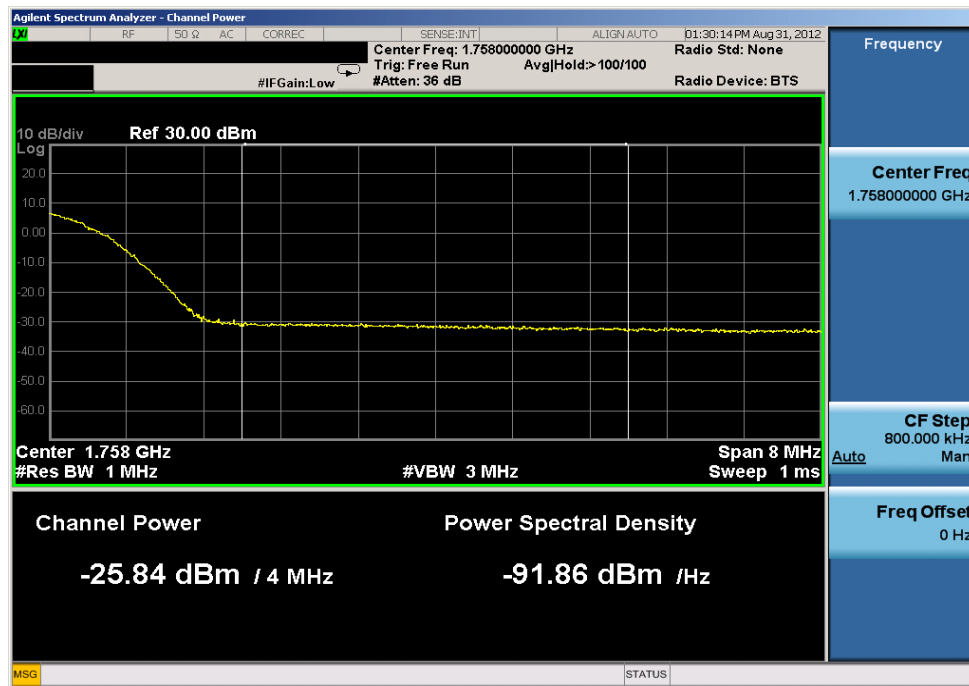 Agilent Spectrum Analyzer - Channel Power
LXI RF 50 Ω AC CORREC SENSE:INT ALIGN AUTO 01:30:14 PM Aug 31, 2012
Center Freq: 1.758000000 GHz Radio Std: None
Trig: Free Run Avg|Hold:>100/100
#IFGain:Low #Atten: 36 dB Radio Device: BTS
10 dB/div Ref 30.00 dBm
Log
20.0
10.0
0.00
-10.0
-20.0
-30.0
-40.0
-50.0
-60.0
Center 1.758 GHz Span 8 MHz
#Res BW 1 MHz #VBW 3 MHz Sweep 1 ms
Channel Power Power Spectral Density
-25.84 dBm / 4 MHz -91.86 dBm /Hz
MSG STATUS
Frequency
Center Freq
1.758000000 GHz
CF Step
800.000 kHz
Auto Man
Freq Offset
0 Hz